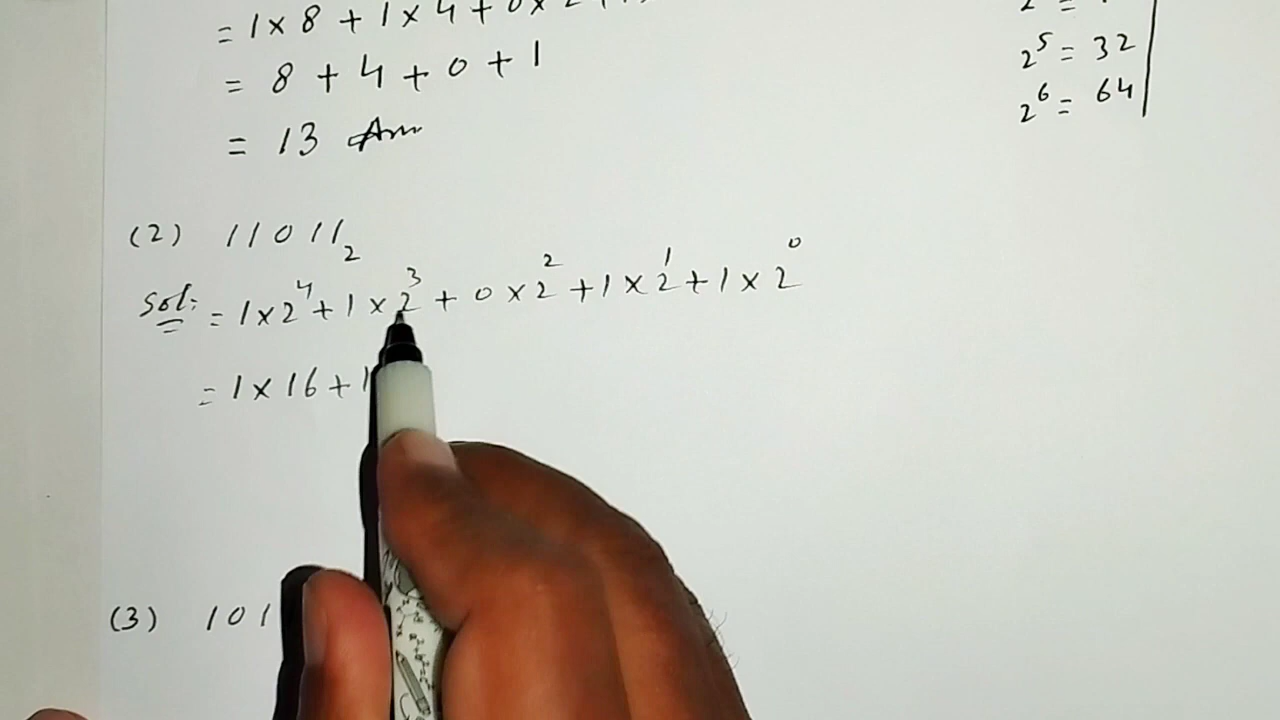 = 1 × 8 + 1 × 4 + 0 ×
= 8 + 4 + 0 + 1
= 13 Ans
2⁵ = 32
2⁶ = 64
(2) 11011₂
Sol: = 1×2⁴ + 1×2³ + 0×2² + 1×2¹ + 1×2⁰
= 1×16 + 1
(3) 101